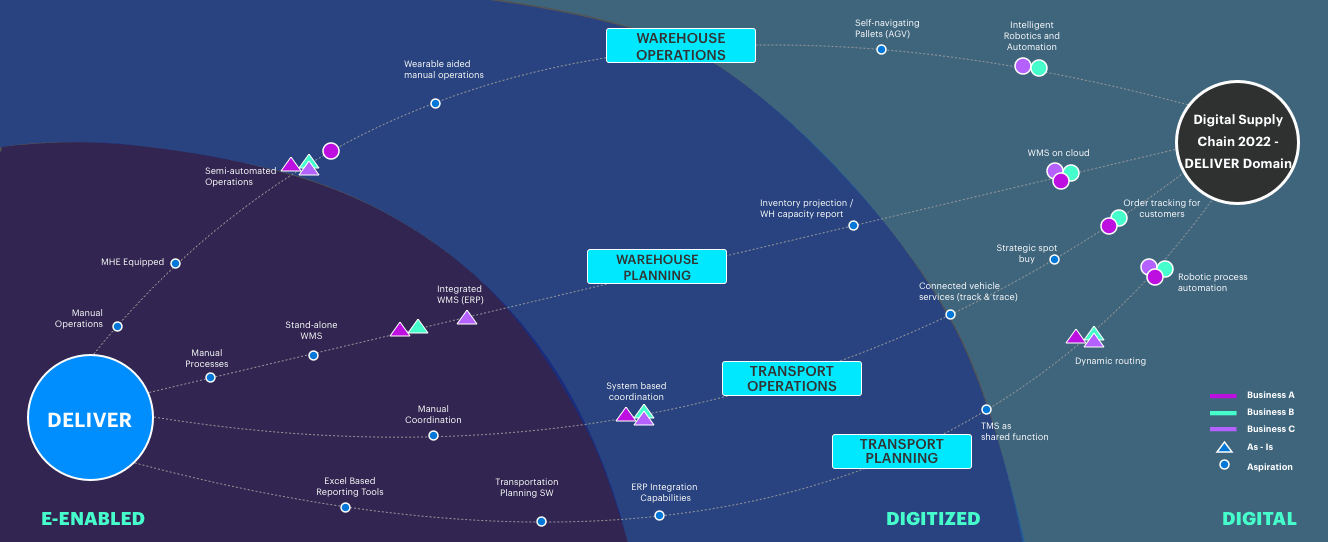 Self-navigating
Pallets (AGV)
Intelligent
Robotics and
Automation
WAREHOUSE
OPERATIONS
Wearable aided
manual operations
Digital Supply
Chain 2022 -
DELIVER Domain
WMS on cloud
Semi-automated
Operations
Inventory projection /
WH capacity report
Order tracking for
customers
MHE Equipped
WAREHOUSE
PLANNING
Strategic spot
buy
Robotic process
automation
Integrated
WMS (ERP)
Connected vehicle
services (track & trace)
Manual
Operations
Stand-alone
WMS
Manual
Processes
Dynamic routing
TRANSPORT
OPERATIONS
System based
coordination
DELIVER
Manual
Coordination
Business A
Business B
Business C
As - Is
Aspiration
TMS as
shared function
TRANSPORT
PLANNING
Excel Based
Reporting Tools
Transportation
Planning SW
ERP Integration
Capabilities
E-ENABLED
DIGITIZED
DIGITAL